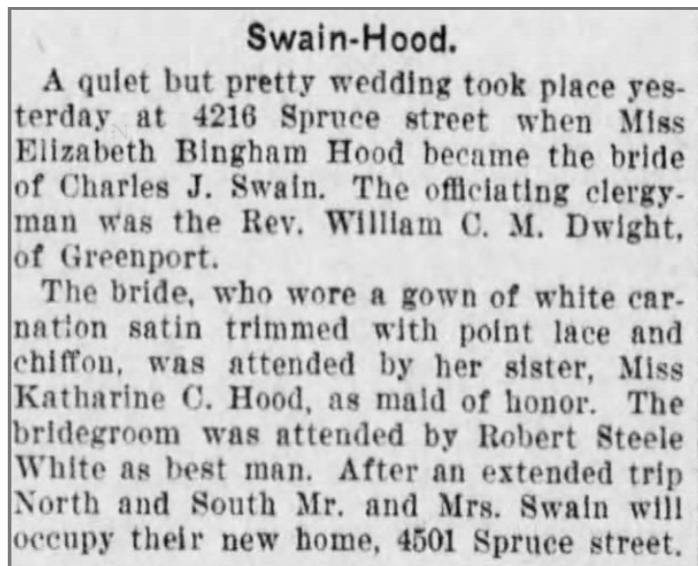 Swain-Hood.
A quiet but pretty wedding took place yes-
terday at 4216 Spruce street when Miss
Elizabeth Bingham Hood became the bride
of Charles J. Swain. The officiating clergy-
man was the Rev. William C. M. Dwight,
of Greenport.
The bride, who wore a gown of white car-
nation satin trimmed with point lace and
chiffon, was attended by her sister, Miss
Katharine C. Hood, as maid of honor. The
bridegroom was attended by Robert Steele
White as best man. After an extended trip
North and South Mr. and Mrs. Swain will
occupy their new home, 4501 Spruce street.